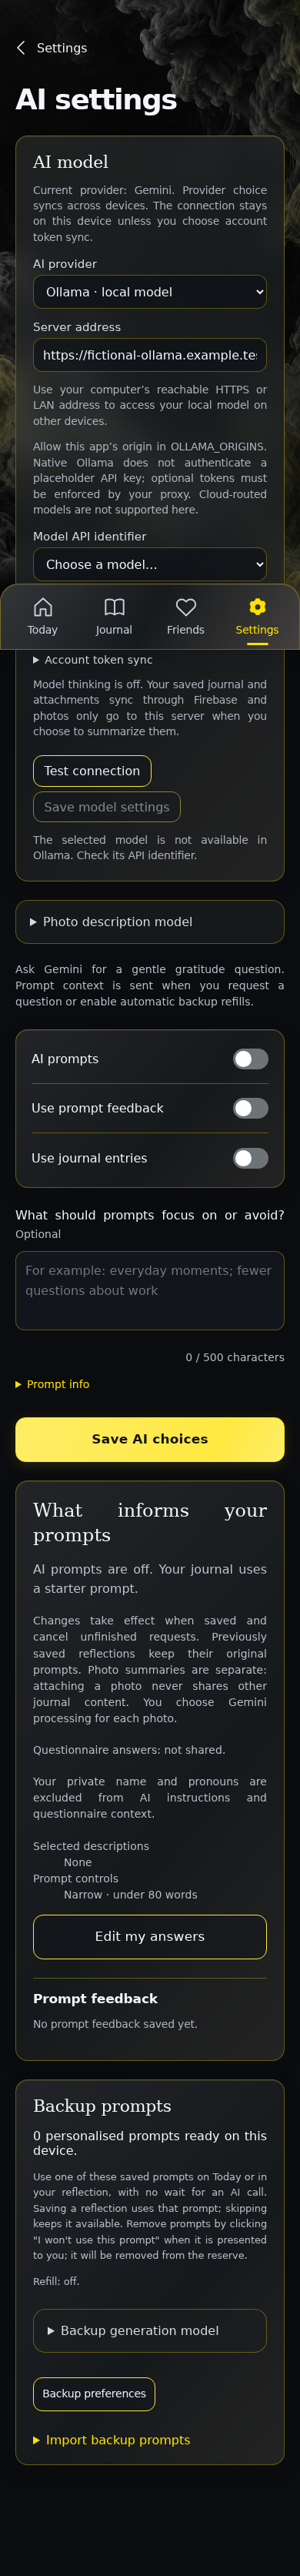 Settings
AI settings
AI model
Current provider: Gemini. Provider choice
syncs across devices. The connection stays
on this device unless you choose account
token sync.
AI provider
Ollama · local model
Server address
https://fictional-ollama.example.te
Use your computer’s reachable HTTPS or
LAN address to access your local model on
other devices.
Allow this app’s origin in OLLAMA_ORIGINS.
Native Ollama does not authenticate a
placeholder API key; optional tokens must
be enforced by your proxy. Cloud-routed
models are not supported here.
Model API identifier
Choose a model...
Today
Journal
Friends
Settings
Account token sync
Model thinking is off. Your saved journal and
attachments sync through Firebase and
photos only go to this server when you
choose to summarize them.
Test connection
Save model settings
The selected model is not available in
Ollama. Check its API identifier.
Photo description model
Ask Gemini for a gentle gratitude question.
Prompt context is sent when you request a
question or enable automatic backup refills.
AI prompts
Use prompt feedback
Use journal entries
What should prompts focus on or avoid?
Optional
For example: everyday moments; fewer
questions about work
0 / 500 characters
Prompt info
Save AI choices
What informs your
prompts
AI prompts are off. Your journal uses
a starter prompt.
Changes take effect when saved and
cancel unfinished requests. Previously
saved reflections keep their original
prompts. Photo summaries are separate:
attaching a photo never shares other
journal content. You choose Gemini
processing for each photo.
Questionnaire answers: not shared.
Your private name and pronouns are
excluded from AI instructions and
questionnaire context.
Selected descriptions
None
Prompt controls
Narrow · under 80 words
Edit my answers
Prompt feedback
No prompt feedback saved yet.
Backup prompts
0 personalised prompts ready on this
device.
Use one of these saved prompts on Today or in
your reflection, with no wait for an AI call.
Saving a reflection uses that prompt; skipping
keeps it available. Remove prompts by clicking
"I won't use this prompt" when it is presented
to you; it will be removed from the reserve.
Refill: off.
Backup generation model
Backup preferences
Import backup prompts